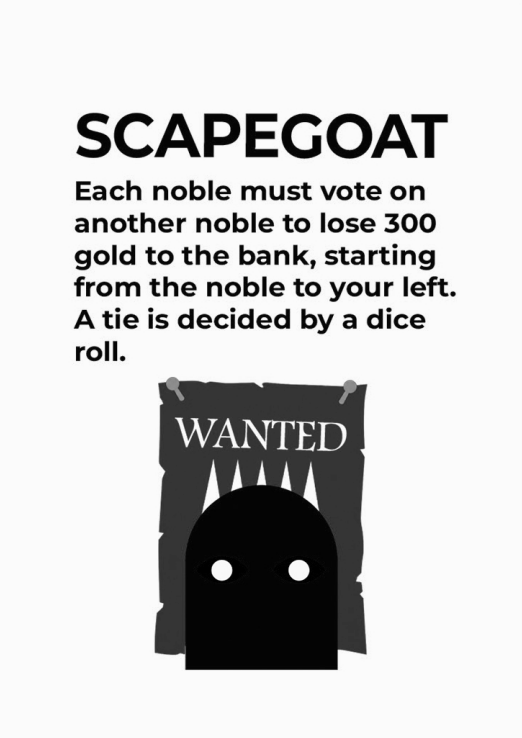 SCAPEGOAT
Each noble must vote on
another noble to lose 300
gold to the bank, starting
from the noble to your left.
A tie is decided by a dice
roll.
WANTED